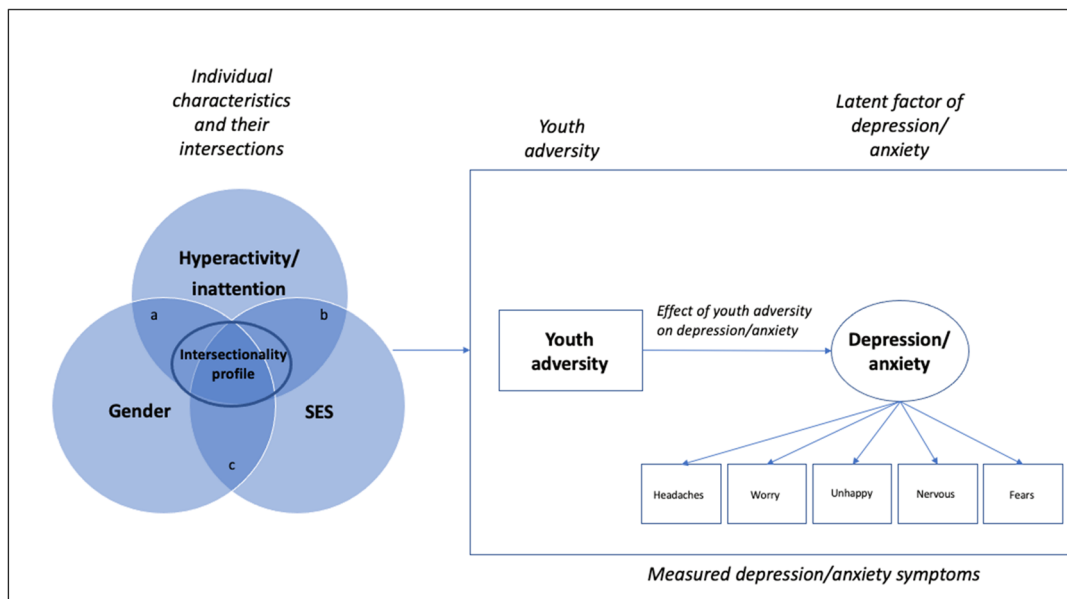 Individual
characteristics
and their
intersections
Youth
adversity
Latent factor of
depression/
anxiety
Hyperactivity/
inattention
a
b
Intersectionality
profile
Gender
SES
c
Effect of youth adversity
on depression/anxiety
Youth
adversity
Depression/
anxiety
Headaches
Worry
Unhappy
Nervous
Fears
Measured depression/anxiety symptoms